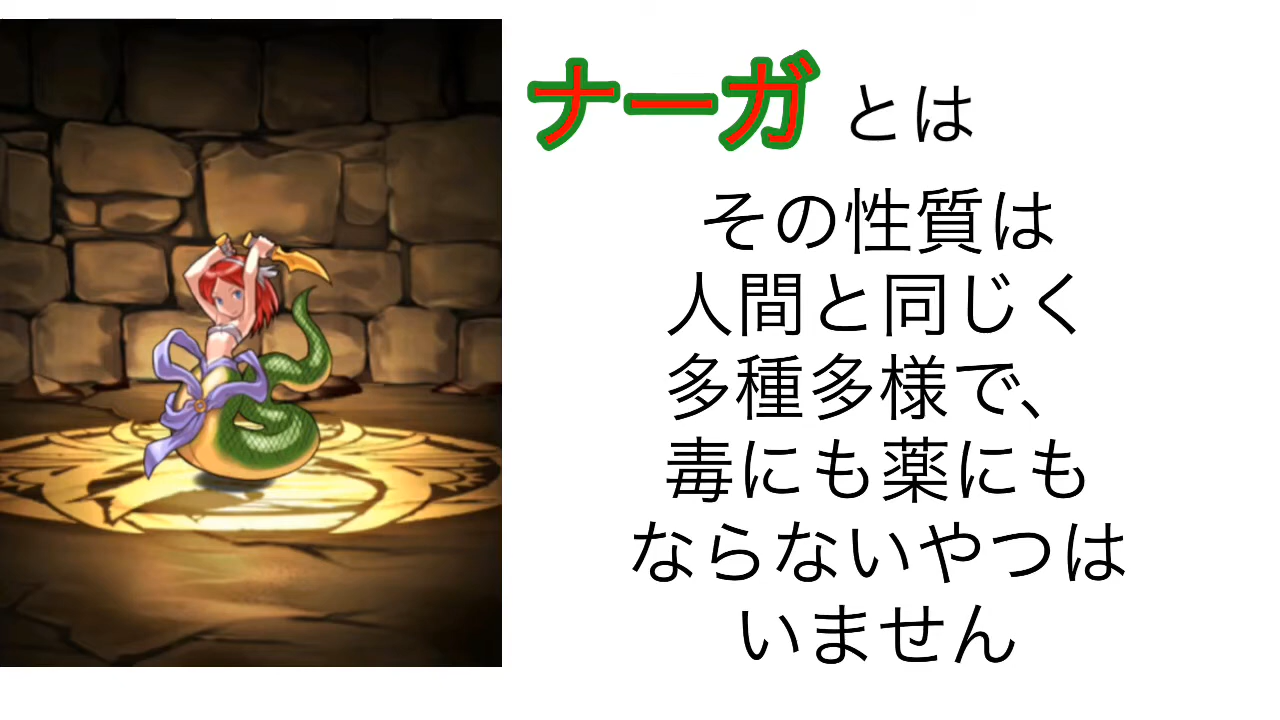 ナーガ とは
その性質は
人間と同じく
多種多様で、
毒にも薬にも
ならないやつは
いません